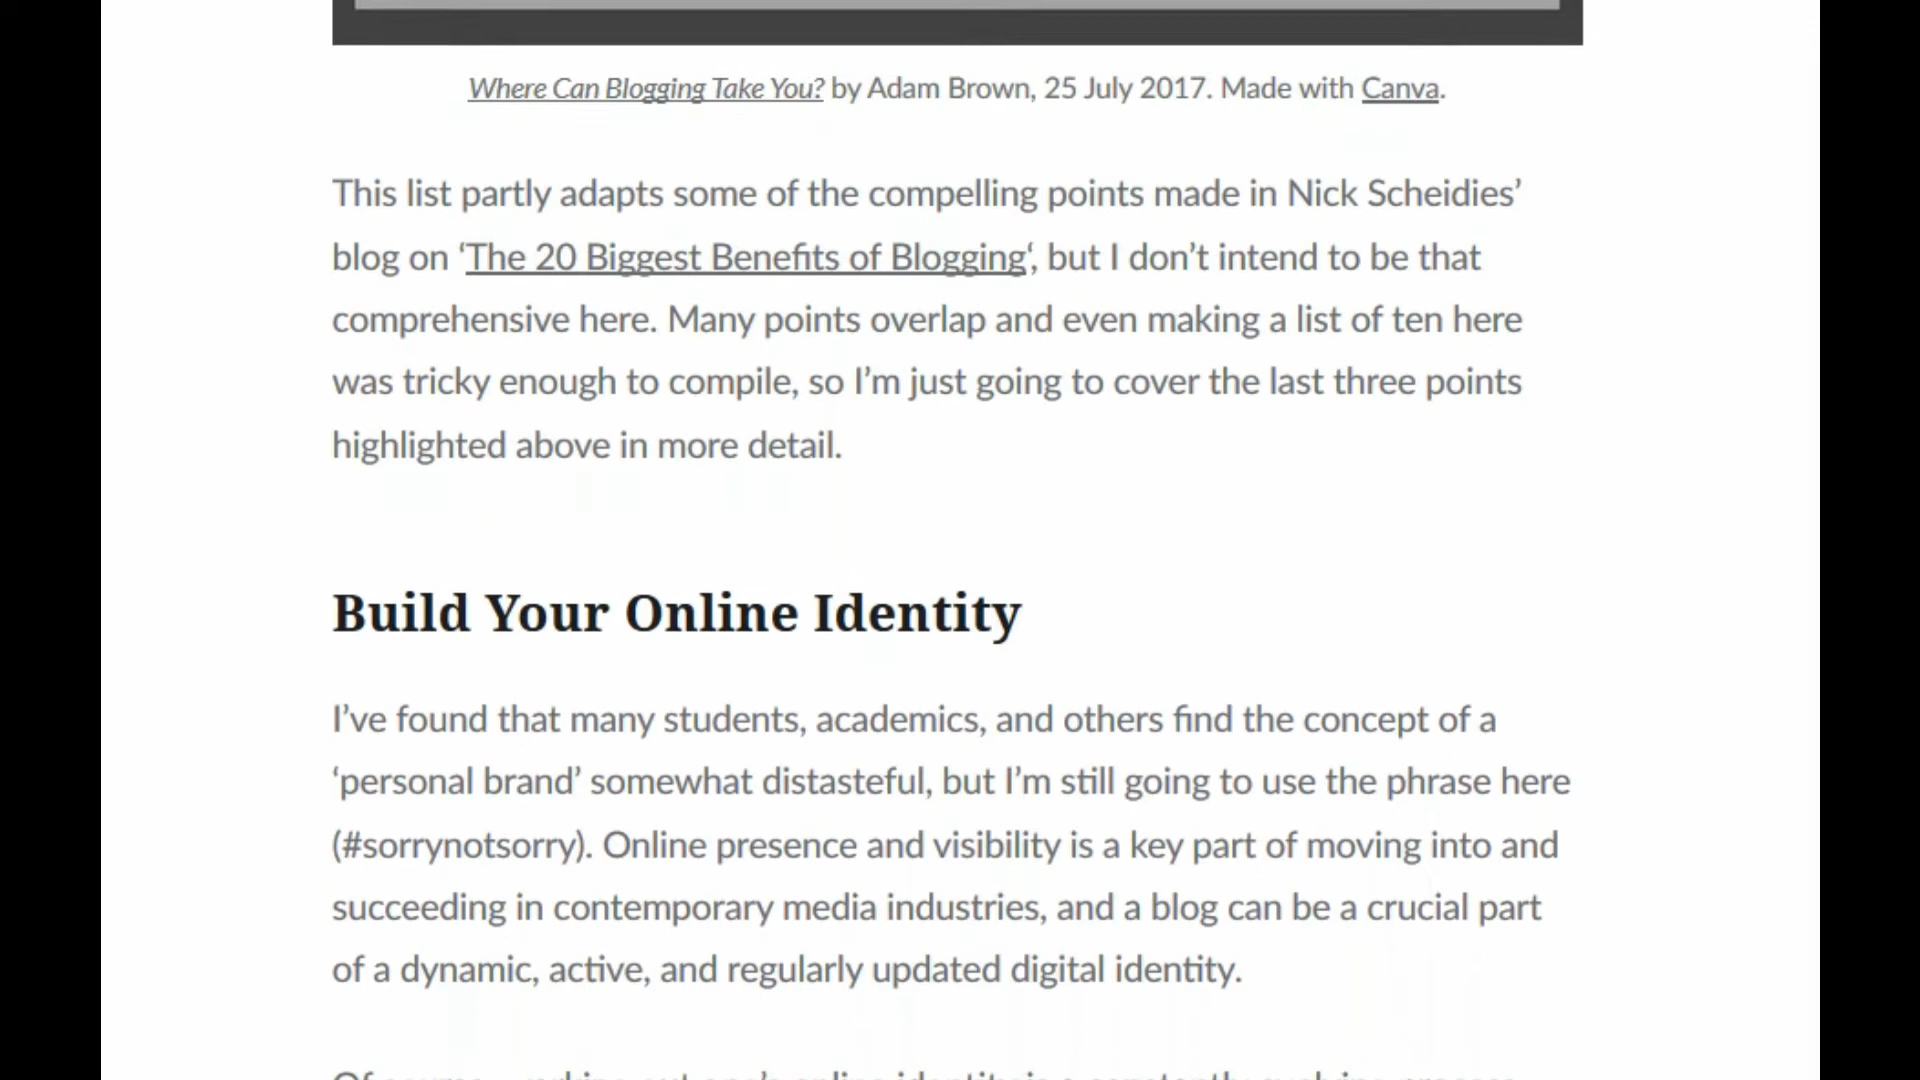 Where Can Blogging Take You? by Adam Brown, 25 July 2017. Made with Canva.
This list partly adapts some of the compelling points made in Nick Scheidies’
blog on ‘The 20 Biggest Benefits of Blogging‘, but I don’t intend to be that
comprehensive here. Many points overlap and even making a list of ten here
was tricky enough to compile, so I’m just going to cover the last three points
highlighted above in more detail.
Build Your Online Identity
I’ve found that many students, academics, and others find the concept of a
‘personal brand’ somewhat distasteful, but I’m still going to use the phrase here
(#sorrynotsorry). Online presence and visibility is a key part of moving into and
succeeding in contemporary media industries, and a blog can be a crucial part
of a dynamic, active, and regularly updated digital identity.